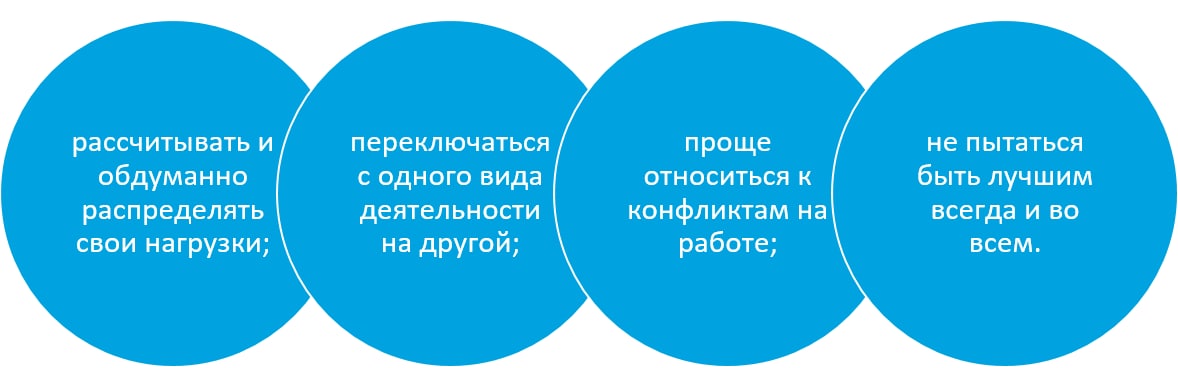 рассчитывать и
обдуманно
распределять
свои нагрузки;
переключаться
с одного вида
деятельности
на другой;
проще
относиться к
конфликтам на
работе;
не пытаться
быть лучшим
всегда и во
всем.